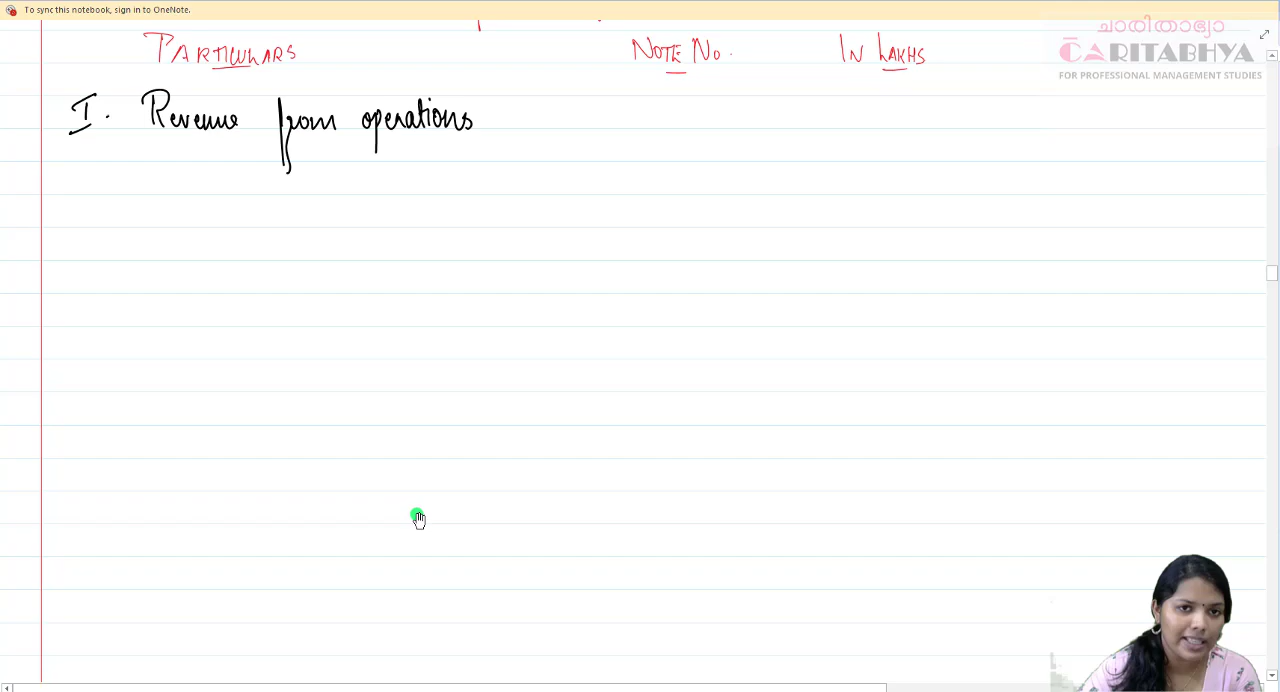 To sync this notebook, sign in to OneNote.
PARTICULARS NOTE NO. IN LAKHS
ചാരിതാഭ്യാ
CARITABHYA
FOR PROFESSIONAL MANAGEMENT STUDIES
I. Revenue from operations